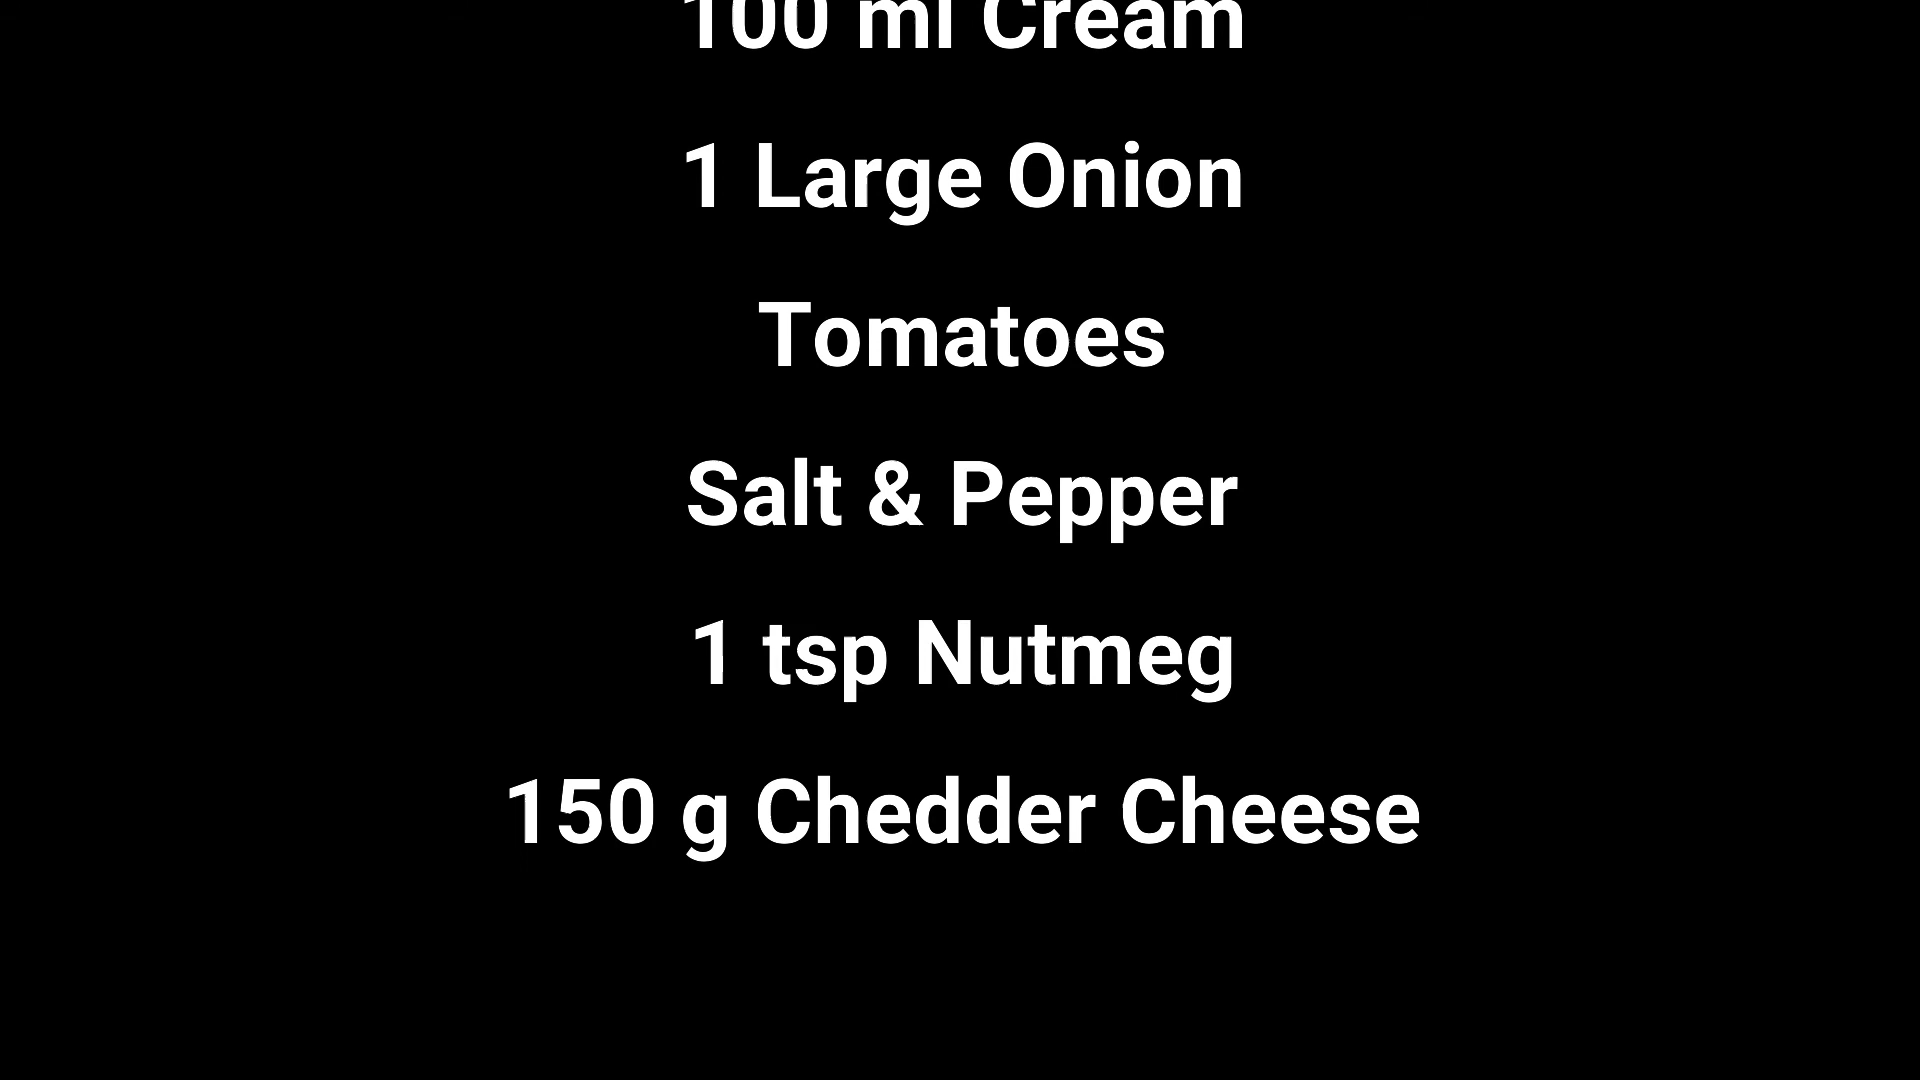 100 ml Cream
1 Large Onion
Tomatoes
Salt & Pepper
1 tsp Nutmeg
150 g Chedder Cheese